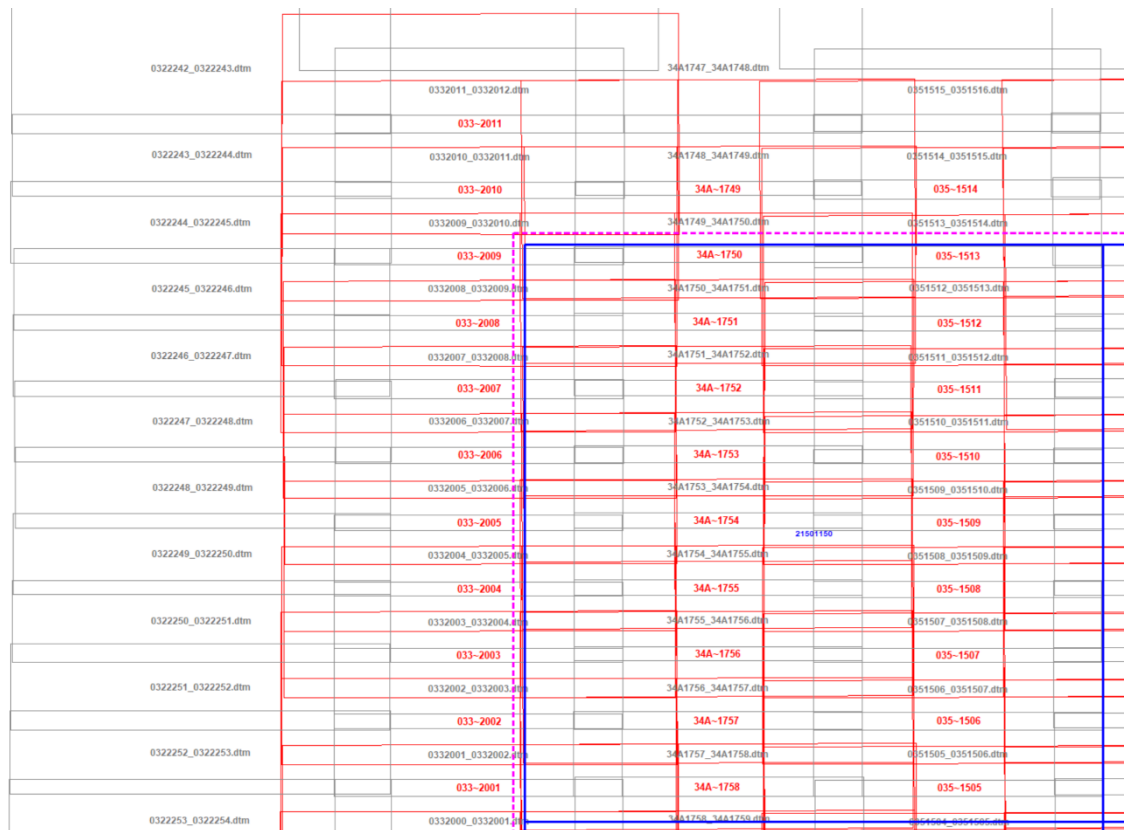 0322242_0322243.dtm
34A1747_34A1748.dtm
0332011_0332012.dtm
0351515_0351516.dtm
033~2011
0322243_0322244.dtm
0332010_0332011.dtm
34A1748_34A1749.dtm
0351514_0351515.dtm
033~2010
34A~1749
035~1514
0322244_0322245.dtm
0332009_0332010.dtm
34A1749_34A1750.dtm
0351513_0351514.dtm
033~2009
34A~1750
035~1513
0322245_0322246.dtm
0332008_0332009.dtm
34A1750_34A1751.dtm
0351512_0351513.dtm
033~2008
34A~1751
035~1512
0322246_0322247.dtm
0332007_0332008.dtm
34A1751_34A1752.dtm
0351511_0351512.dtm
033~2007
34A~1752
035~1511
0322247_0322248.dtm
0332006_0332007.dtm
34A1752_34A1753.dtm
0351510_0351511.dtm
033~2006
34A~1753
035~1510
0322248_0322249.dtm
0332005_0332006.dtm
34A1753_34A1754.dtm
0351509_0351510.dtm
033~2005
34A~1754
035~1509
21501150
0322249_0322250.dtm
0332004_0332005.dtm
34A1754_34A1755.dtm
0351508_0351509.dtm
033~2004
34A~1755
035~1508
0322250_0322251.dtm
0332003_0332004.dtm
34A1755_34A1756.dtm
0351507_0351508.dtm
033~2003
34A~1756
035~1507
0322251_0322252.dtm
0332002_0332003.dtm
34A1756_34A1757.dtm
0351506_0351507.dtm
033~2002
34A~1757
035~1506
0322252_0322253.dtm
0332001_0332002.dtm
34A1757_34A1758.dtm
0351505_0351506.dtm
033~2001
34A~1758
035~1505
0322253_0322254.dtm
0332000_0332001.dtm
34A1758_34A1759.dtm
0351504_0351505.dtm